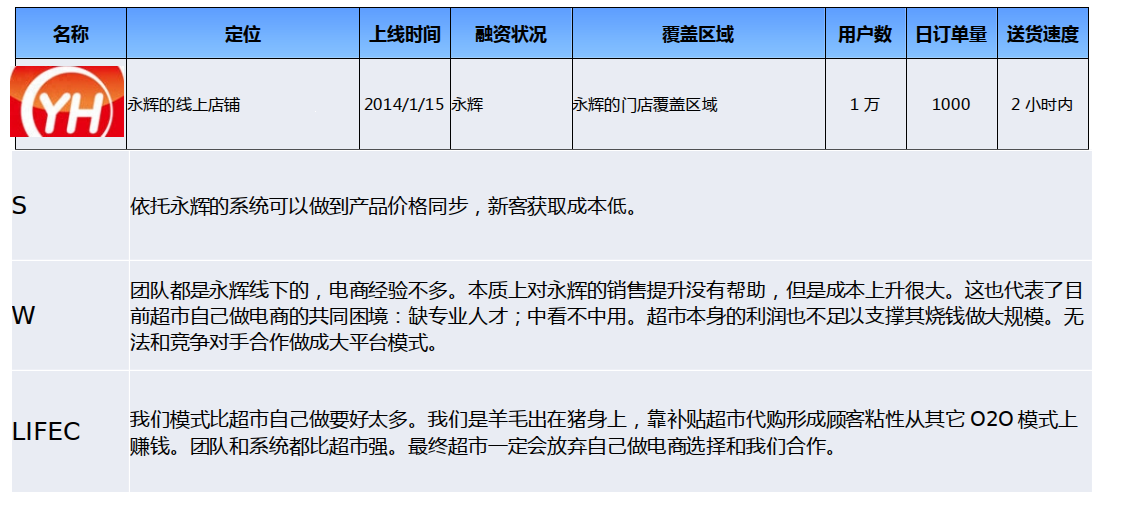 名称 定位 上线时间 融资状况 覆盖区域 用户数 日订单量 送货速度
YH 永辉的线上店铺 2014/1/15 永辉 永辉的门店覆盖区域 1 万 1000 2 小时内
S 依托永辉的系统可以做到产品价格同步，新客获取成本低。
团队都是永辉线下的，电商经验不多。本质上对永辉的销售提升没有帮助，但是成本上升很大。这也代表了目
W 前超市自己做电商的共同困境：缺专业人才；中看不中用。超市本身的利润也不足以支撑其烧钱做大规模。无
法和竞争对手合作做成大平台模式。
LIFEC 我们模式比超市自己做要好太多。我们是羊毛出在猪身上，靠补贴超市代购形成顾客粘性从其它 O2O 模式上
赚钱。团队和系统都比超市强。最终超市一定会放弃自己做电商选择和我们合作。